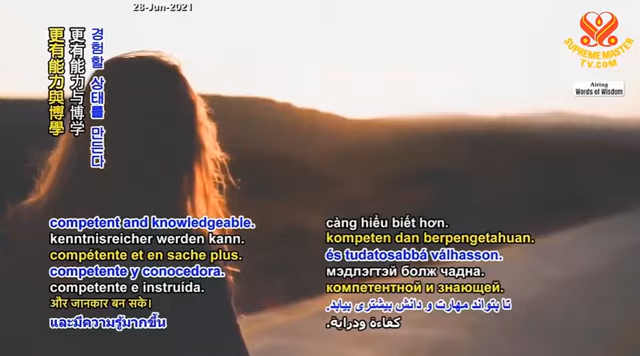 28-Jun-2021
SUPREME MASTER
TV.COM
Airing
Words of Wisdom
경험할 상태를 만든다
更有能力与博学
更有能力與博學
competent and knowledgeable.
kenntnisreicher werden kann.
compétente et en sache plus.
competente y conocedora.
competente e instruída.
और जानकार बन सके।
และมีความรู้มากขึ้น
càng hiểu biết hơn.
kompeten dan berpengetahuan.
és tudatosabbá válhasson.
мэдлэгтэй болж чадна.
компетентной и знающей.
تا بتواند مهارت و دانش بیشتری بیابد.
كفاءة ودراية.